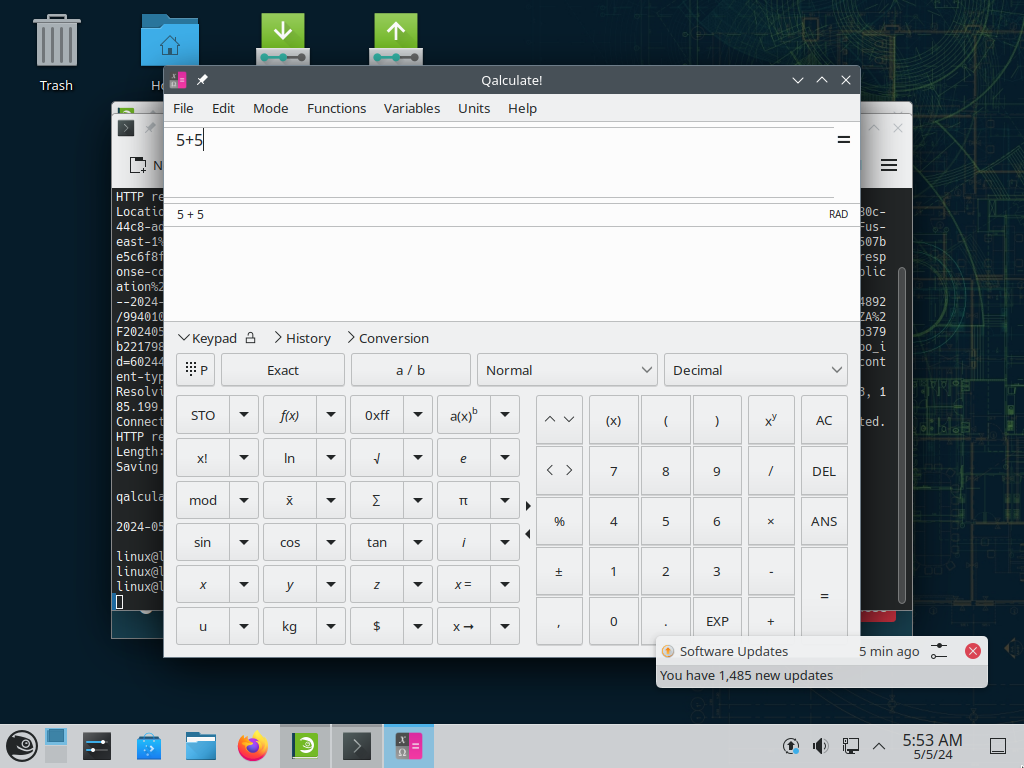 Trash
Qalculate!
File Edit Mode Functions Variables Units Help
5+5
=
5 + 5
RAD
N
HTTP re
Locatio
44c8-ad
east-1%
e5c6f8f
onse-co
ation%2
--2024-
/994010
F202405
b221798
d=60244
ent-typ
Resolvi
85.199.
Connect
HTTP re
Length:
Saving
qalcula
2024-05
linux@l
linux@l
linux@l
80c-
Fus-
507b
resp
plic
4892
ZA%2
b379
po_i
cont
3, 1
ted.
Keypad History Conversion
P Exact a / b Normal Decimal
STO f(x) 0xff a(x)ᵇ (x) ( ) xʸ AC
x! ln √ e < > 7 8 9 / DEL
mod x̄ Σ π % 4 5 6 × ANS
sin cos tan i ± 1 2 3 -
x y z x = =
u kg $ x → , 0 . EXP +
Software Updates 5 min ago
You have 1,485 new updates
5:53 AM
5/5/24